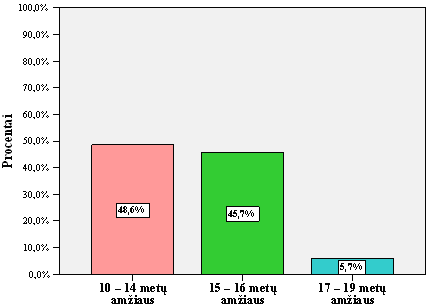 100,0%
90,0%
80,0%
70,0%
60,0%
50,0%
40,0%
30,0%
20,0%
10,0%
0,0%
Procentai
48,6%
45,7%
5,7%
10 – 14 metų
amžiaus
15 – 16 metų
amžiaus
17 – 19 metų
amžiaus